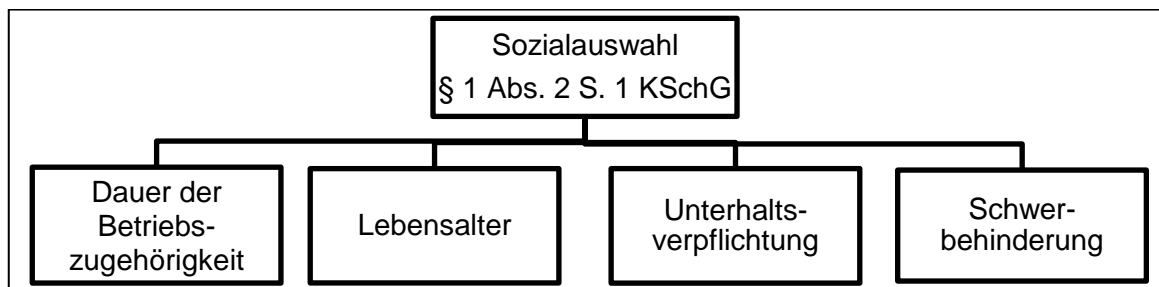 Sozialauswahl
§ 1 Abs. 2 S. 1 KSchG
Dauer der
Betriebs-
zugehörigkeit
Lebensalter
Unterhalts-
verpflichtung
Schwer-
behinderung